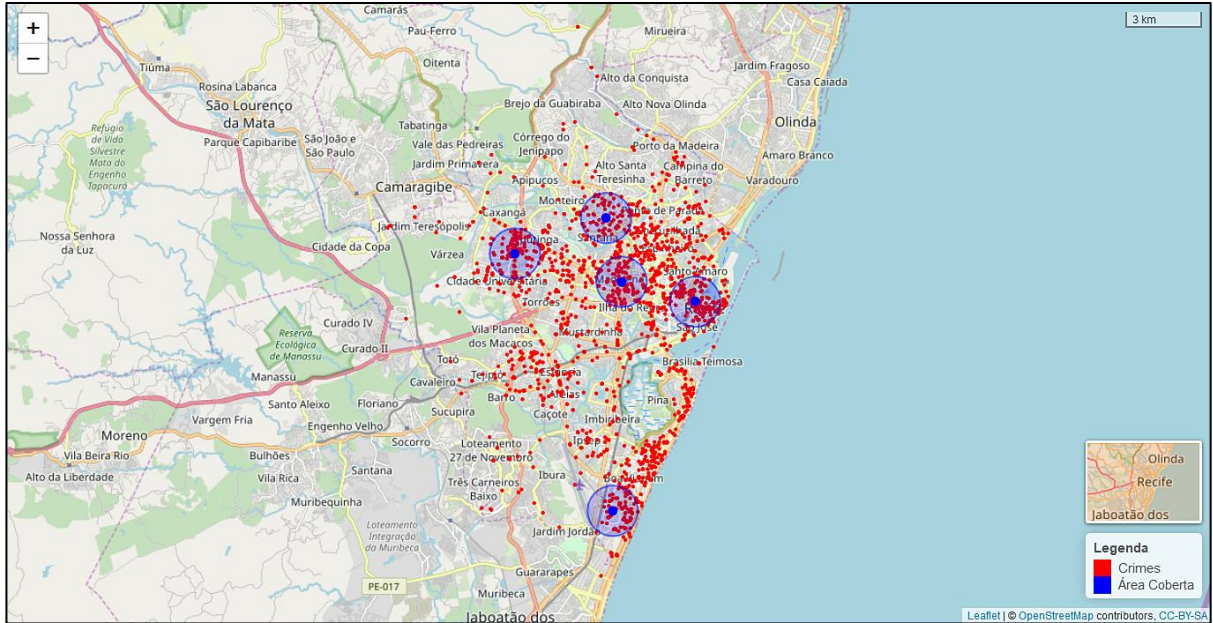 +
−
3 km
Camarás
Pau-Ferro
Mirueira
Tiúma
Oitenta
Jardim Fragoso
Alto da Conquista
Casa Caiada
Rosina Labanca
São Lourenço
da Mata
Brejo da Guabiraba
Alto Nova Olinda
Olinda
Refúgio
de Vida
Silvestre
Mata do
Engenho
Tapacurá
Tabatinga
Parque Capibaribe
São João e
São Paulo
Vale das Pedreiras
Córrego do
Jenipapo
Porto da Madeira
Amaro Branco
Jardim Primavera
Alto Santa
Teresinha
Campina do
Barreto
Camaragibe
Apipucos
Varadouro
Monteiro
Caxangá
Jardim Teresópolis
Nossa Senhora
da Luz
Cidade da Copa
Várzea
Cidade Universitária
Santo Amaro
Torrões
Ilha do Re
São José
Curado IV
Vila Planeta
dos Macacos
Mustardinha
Reserva
Ecológica
de Manassu
Curado II
Totó
Brasília Teimosa
Manassu
Cavaleiro
Tejipió
Estância
Pina
Santo Aleixo
Floriano
Barro
Areias
Vargem Fria
Sucupira
Caçote
Imbiribeira
Engenho Velho
Moreno
Socorro
Loteamento
27 de Novembro
Ipsep
Vila Beira Rio
Bulhões
Alto da Liberdade
Vila Rica
Santana
Ibura
Boa Viagem
Três Carneiros
Baixo
Muribequinha
Loteamento
Integração
da Muribeca
Jardim Jordão
Guararapes
PE-017
Muribeca
Jaboatão dos
Olinda
Recife
Jaboatão dos
Legenda
Crimes
Área Coberta
Leaflet | © OpenStreetMap contributors, CC-BY-SA